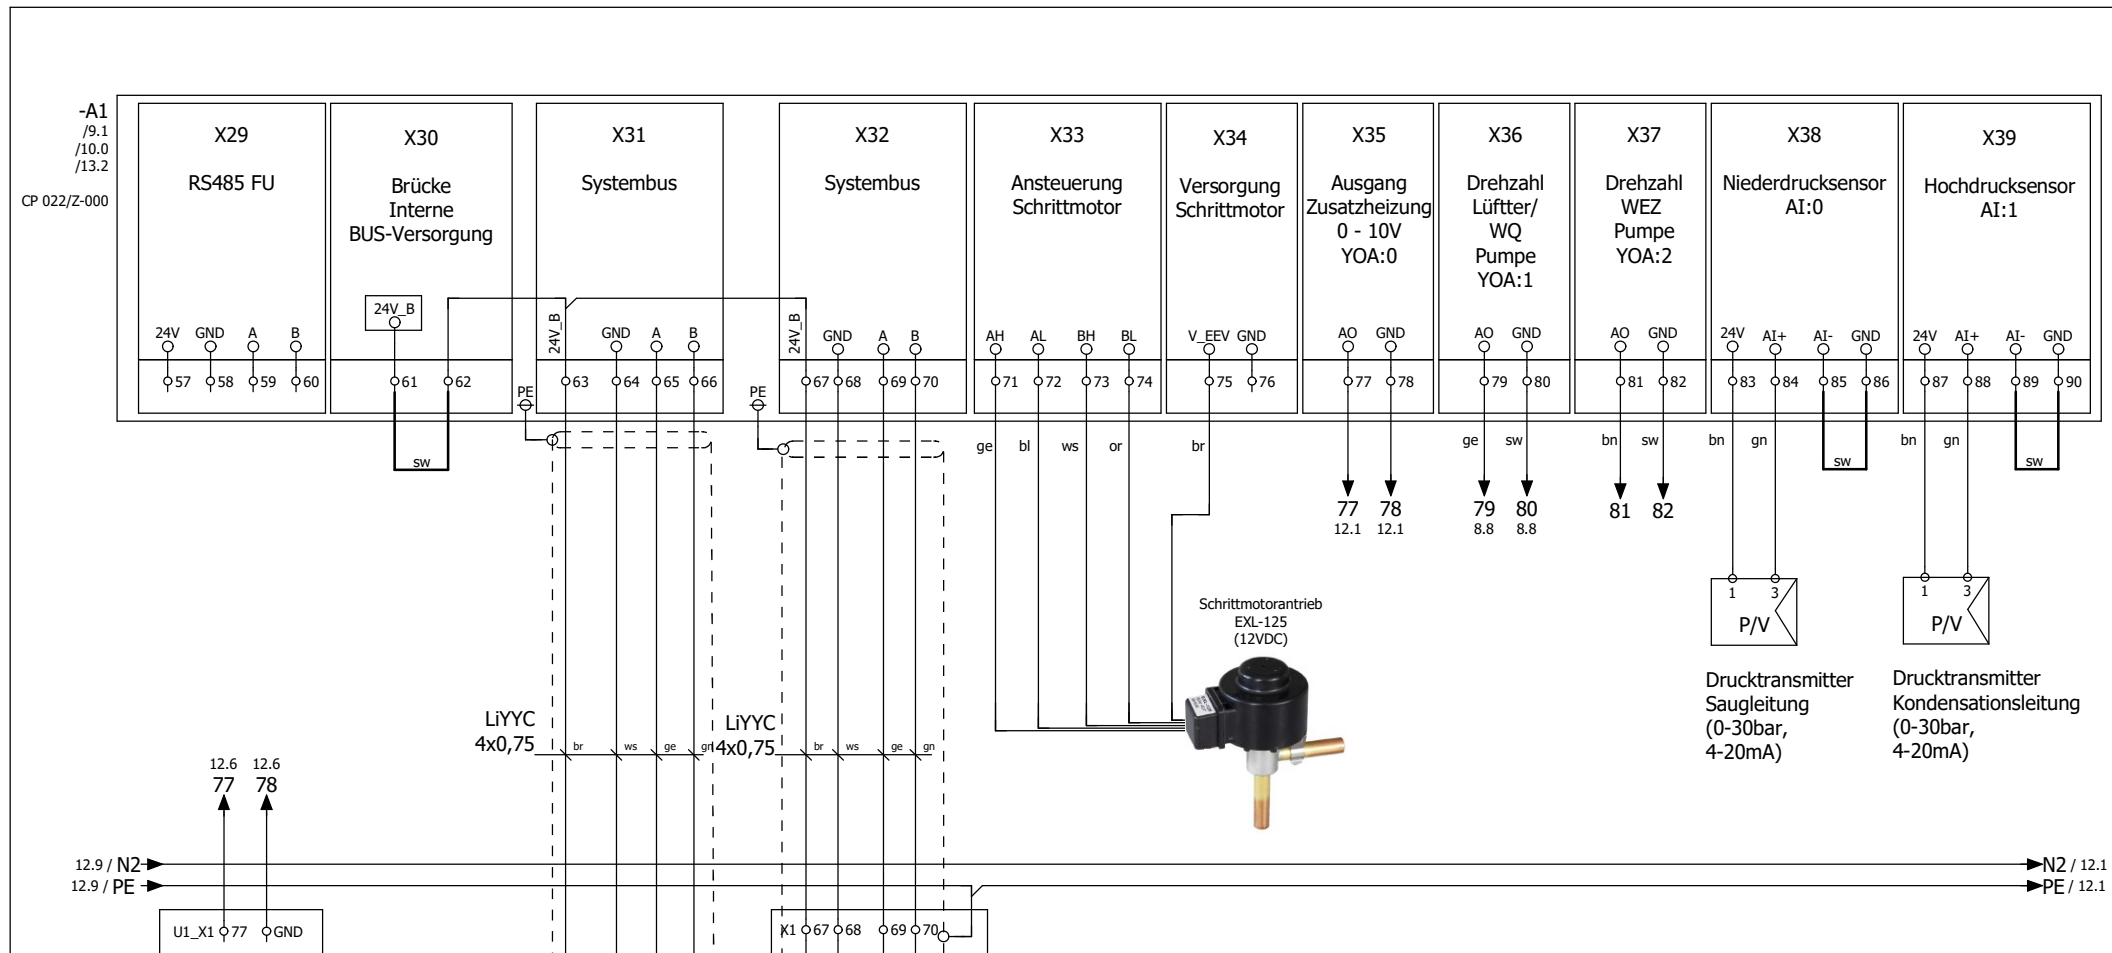 -A1
/9.1
/10.0
/13.2
CP 022/Z-000
X29
RS485 FU
24V GND A B
57 58 59 60
X30
Brücke
Interne
BUS-Versorgung
24V_B
61 62
sw
X31
Systembus
24V_B GND A B
PE
63 64 65 66
X32
Systembus
24V_B GND A B
PE
67 68 69 70
X33
Ansteuerung
Schrittmotor
AH AL BH BL
71 72 73 74
ge bl ws or
X34
Versorgung
Schrittmotor
V_EEV GND
75 76
br
X35
Ausgang
Zusatzheizung
0 - 10V
YOA:0
AO GND
77 78
77 78
12.1 12.1
X36
Drehzahl
Lüftter/
WQ
Pumpe
YOA:1
AO GND
79 80
ge sw
79 80
8.8 8.8
X37
Drehzahl
WEZ
Pumpe
YOA:2
AO GND
81 82
bn sw
81 82
X38
Niederdrucksensor
AI:0
24V AI+ AI- GND
83 84 85 86
bn gn
sw
1 3
P/V
Drucktransmitter
Saugleitung
(0-30bar,
4-20mA)
X39
Hochdrucksensor
AI:1
24V AI+ AI- GND
87 88 89 90
bn gn
sw
1 3
P/V
Drucktransmitter
Kondensationsleitung
(0-30bar,
4-20mA)
Schrittmotorantrieb
EXL-125
(12VDC)
LiYYC
4x0,75
br ws ge gn
LiYYC
4x0,75
br ws ge gn
12.6 12.6
77 78
12.9 / N2
N2 / 12.1
12.9 / PE
PE / 12.1
U1_X1 77 GND
X1 67 68 69 70